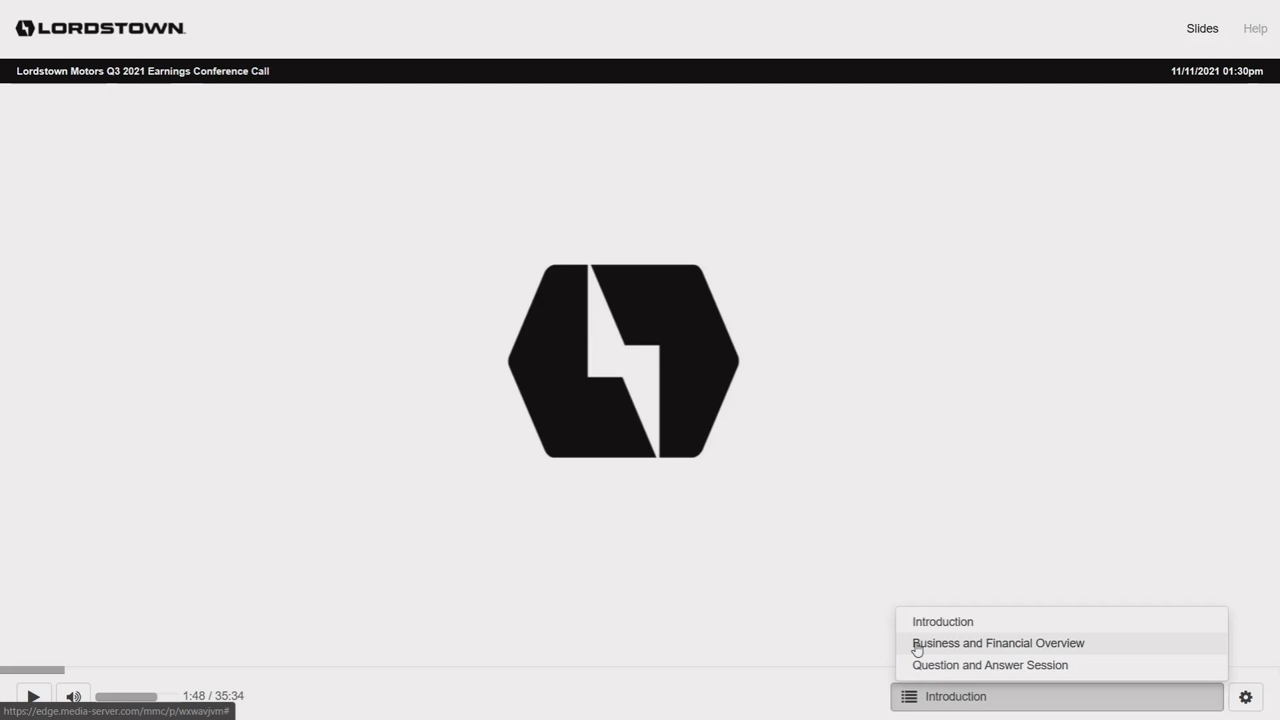 LORDSTOWN
Slides
Help
Lordstown Motors Q3 2021 Earnings Conference Call
11/11/2021 01:30pm
Introduction
Business and Financial Overview
Question and Answer Session
1:48 / 35:34
Introduction
https://edge.media-server.com/mmc/p/wxwavjvm#